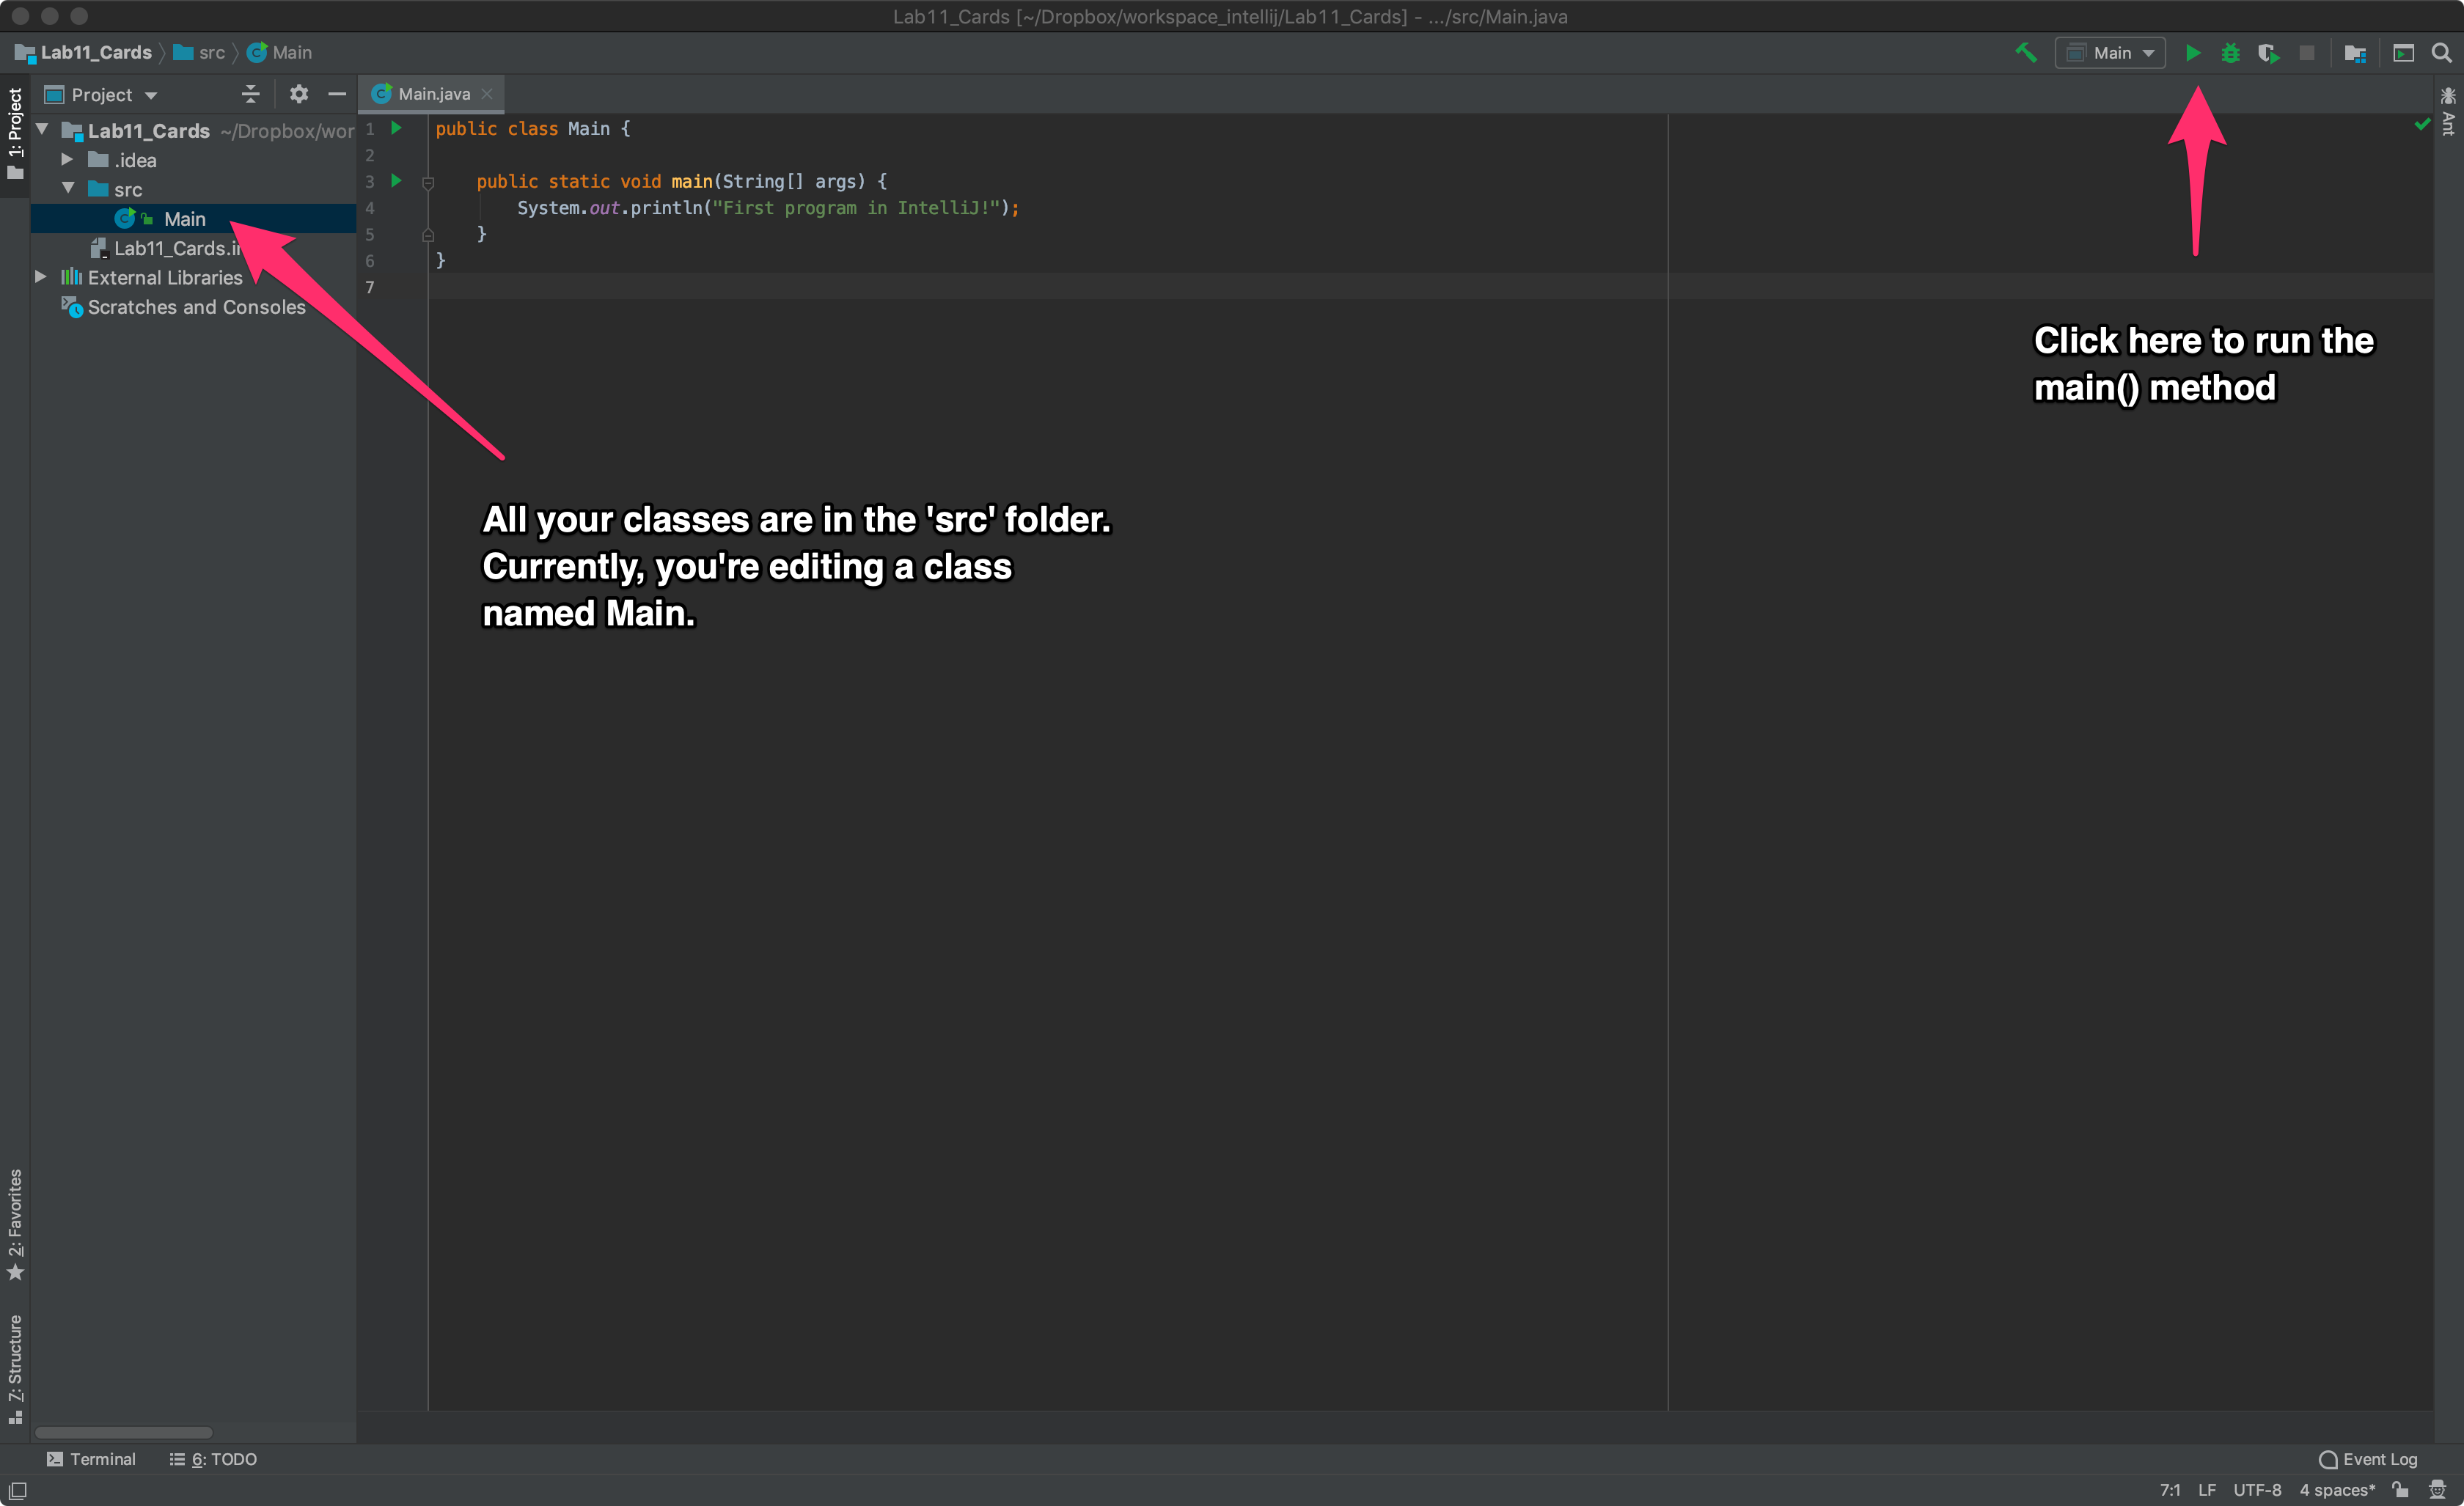 Lab11_Cards [~/Dropbox/workspace_intellij/Lab11_Cards] - .../src/Main.java
Lab11_Cards src Main
Main
1: Project
Project
Main.java
Ant
Lab11_Cards ~/Dropbox/wor
.idea
src
Main
Lab11_Cards.i
External Libraries
Scratches and Consoles
1 public class Main {
2
3 public static void main(String[] args) {
4 System.out.println("First program in IntelliJ!");
5 }
6 }
7
Click here to run the
main() method
All your classes are in the 'src' folder.
Currently, you're editing a class
named Main.
2: Favorites
7: Structure
Terminal 6: TODO
Event Log
7:1 LF UTF-8 4 spaces*